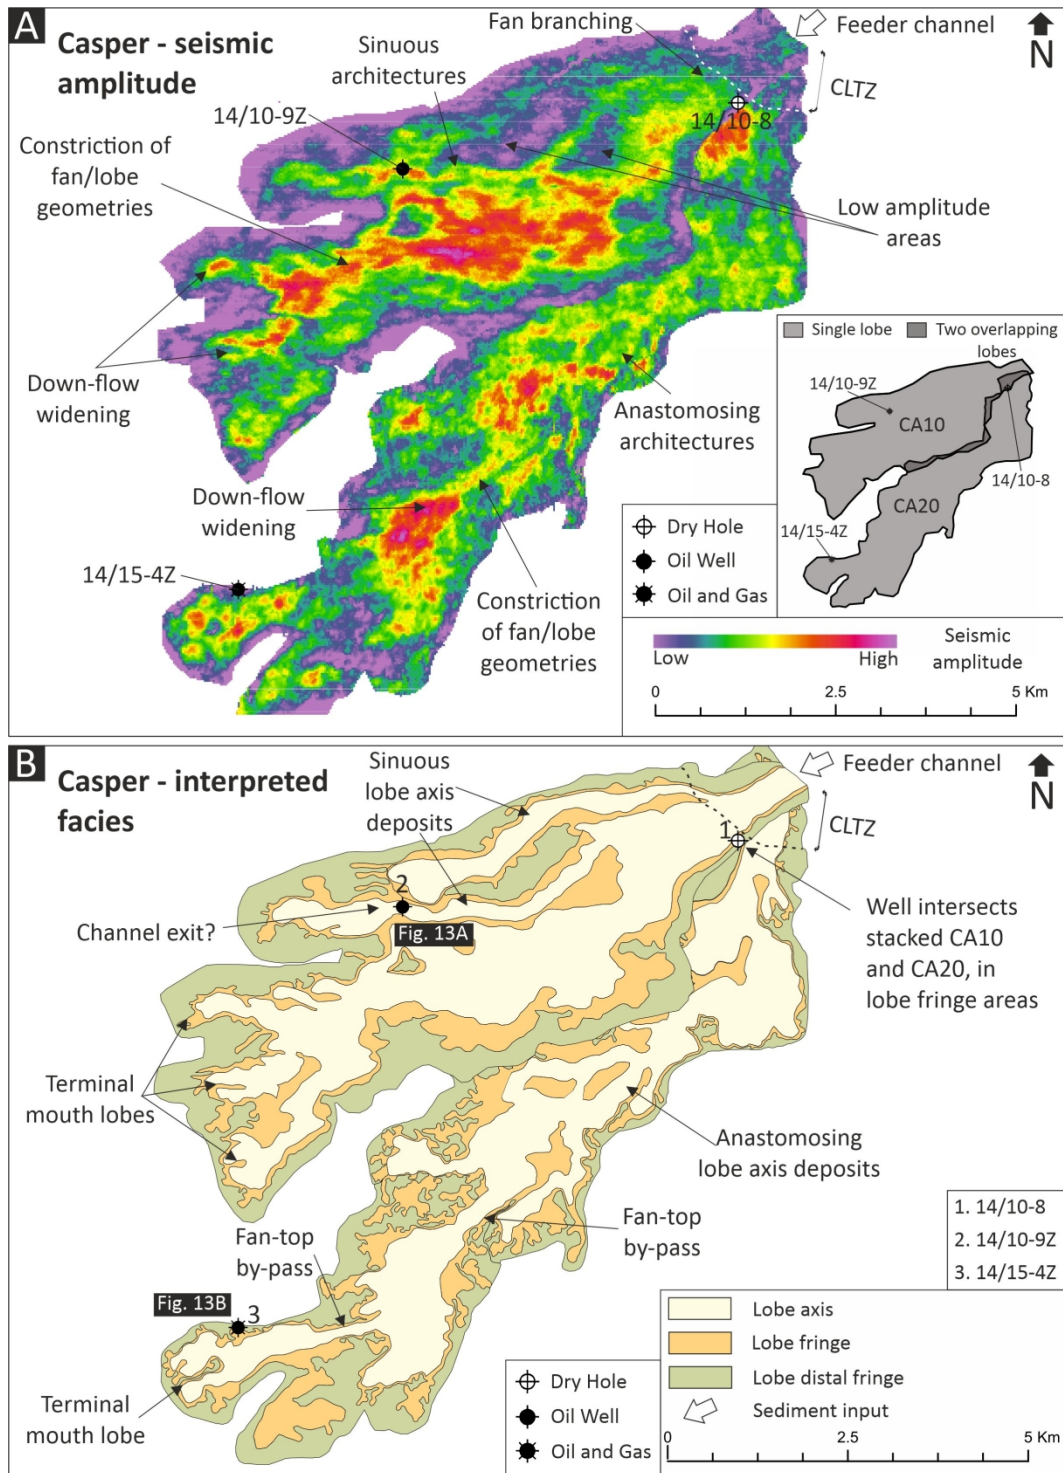 A
Casper - seismic
amplitude
Fan branching
Feeder channel
N
Sinuous
architectures
CLTZ
14/10-9Z
14/10-8
Constriction of
fan/lobe
geometries
Low amplitude
areas
Down-flow
widening
Anastomosing
architectures
Single lobe
Two overlapping
lobes
14/10-9Z
CA10
14/10-8
CA20
14/15-4Z
Down-flow
widening
14/15-4Z
Constriction
of fan/lobe
geometries
Dry Hole
Oil Well
Oil and Gas
Low
High
Seismic
amplitude
0 2.5 5 Km
B
Casper - interpreted
facies
Sinuous
lobe axis
deposits
Feeder channel
N
CLTZ
1
2
Fig. 13A
Channel exit?
Well intersects
stacked CA10
and CA20, in
lobe fringe areas
Terminal
mouth lobes
Anastomosing
lobe axis deposits
Fan-top
by-pass
Fan-top
by-pass
Fig. 13B
3
Terminal
mouth lobe
1. 14/10-8
2. 14/10-9Z
3. 14/15-4Z
Lobe axis
Lobe fringe
Lobe distal fringe
Sediment input
Dry Hole
Oil Well
Oil and Gas
0 2.5 5 Km